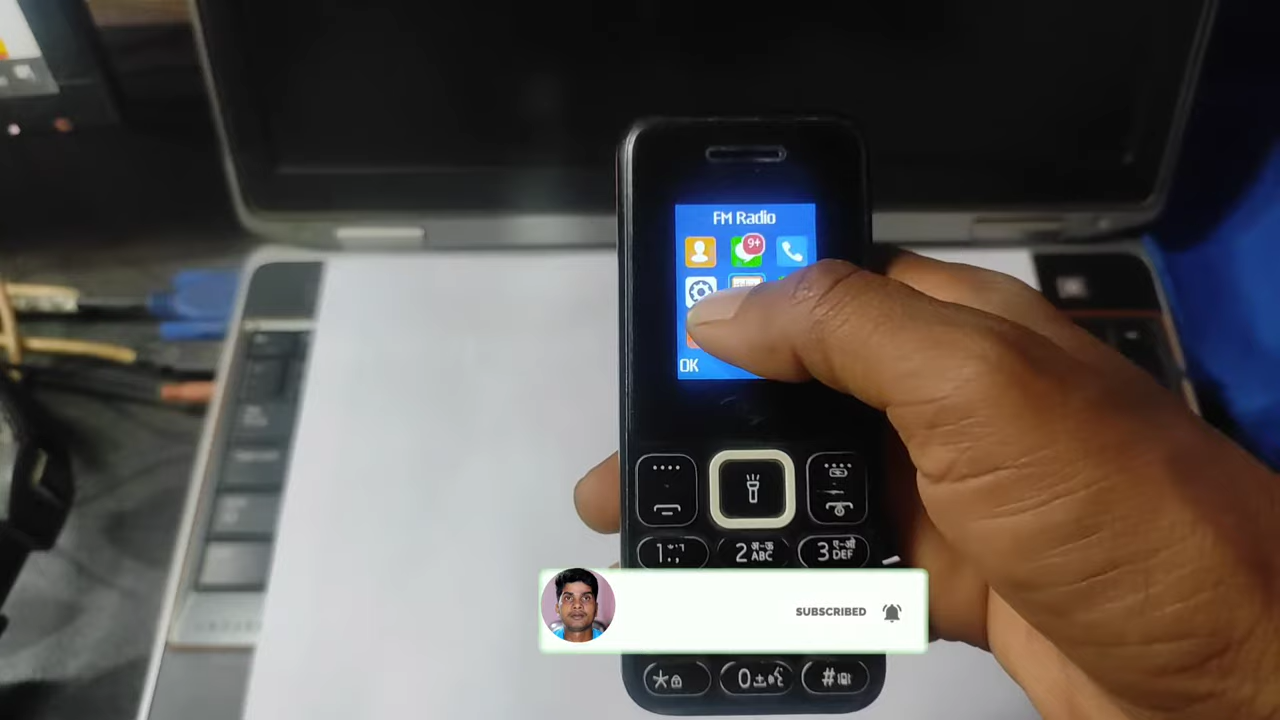 FM Radio
9+
OK
1
2 अ-ऊ ABC
3 ए-ओ DEF
SUBSCRIBED
*
0
#